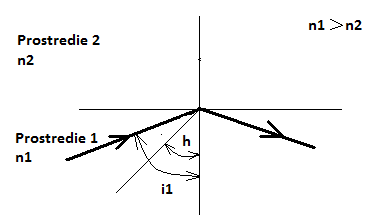 Prostredie 2
n2
n1 > n2
Prostredie 1
n1
h
i1